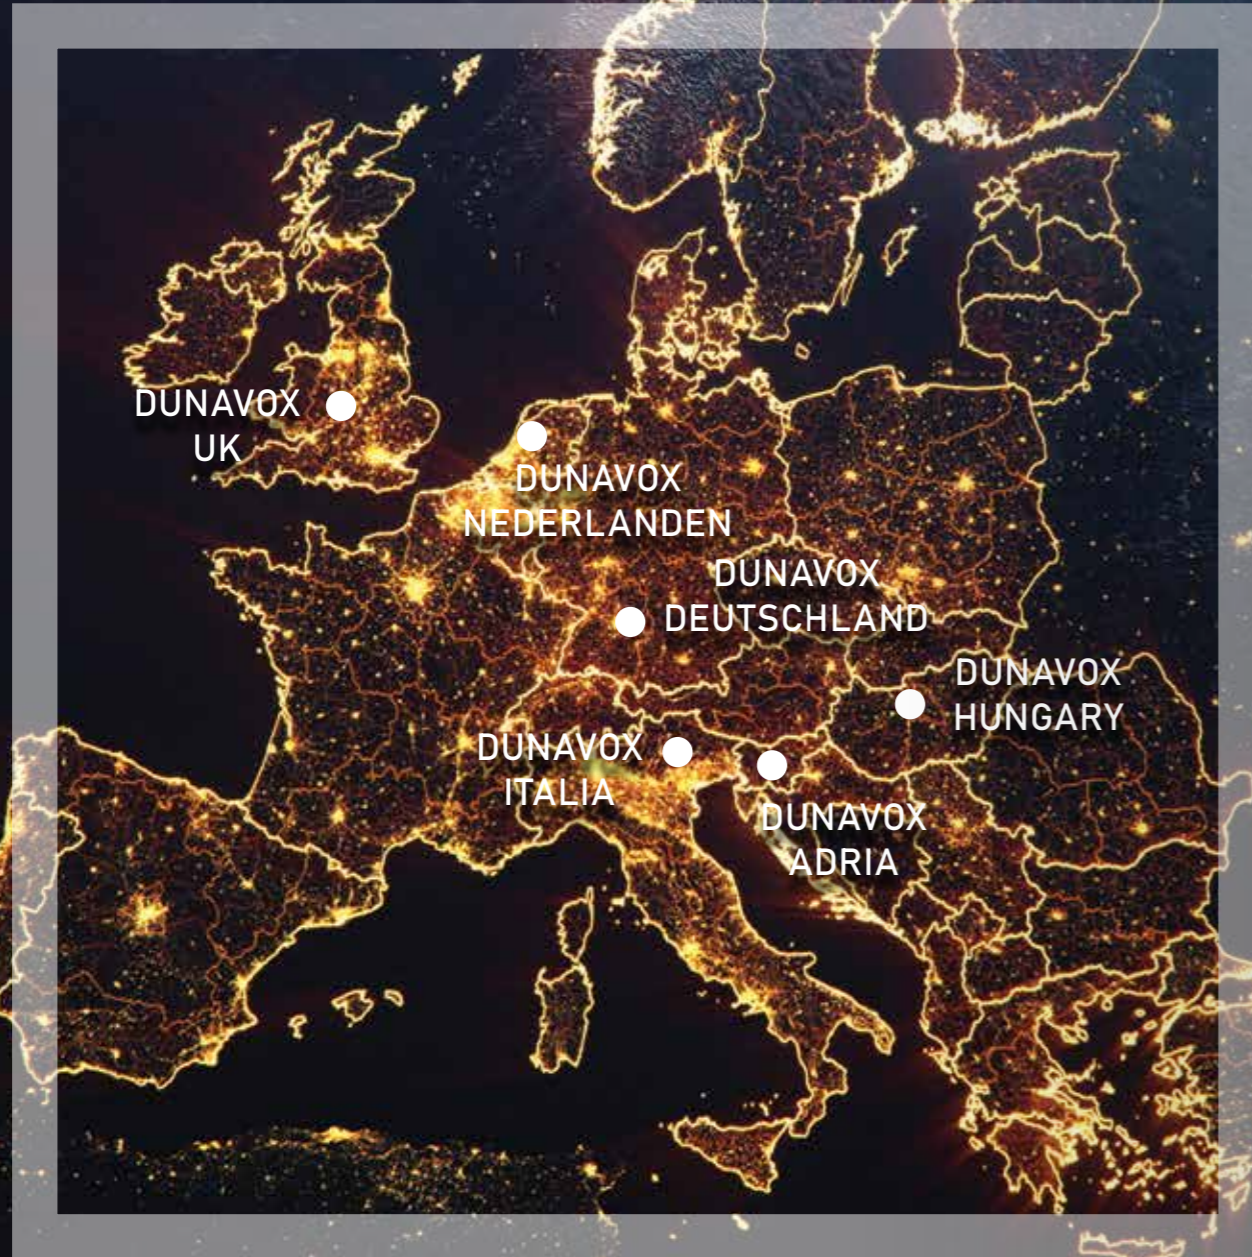 DUNAVOX
UK
DUNAVOX
NEDERLANDEN
DUNAVOX
DEUTSCHLAND
DUNAVOX
HUNGARY
DUNAVOX
ITALIA
DUNAVOX
ADRIA